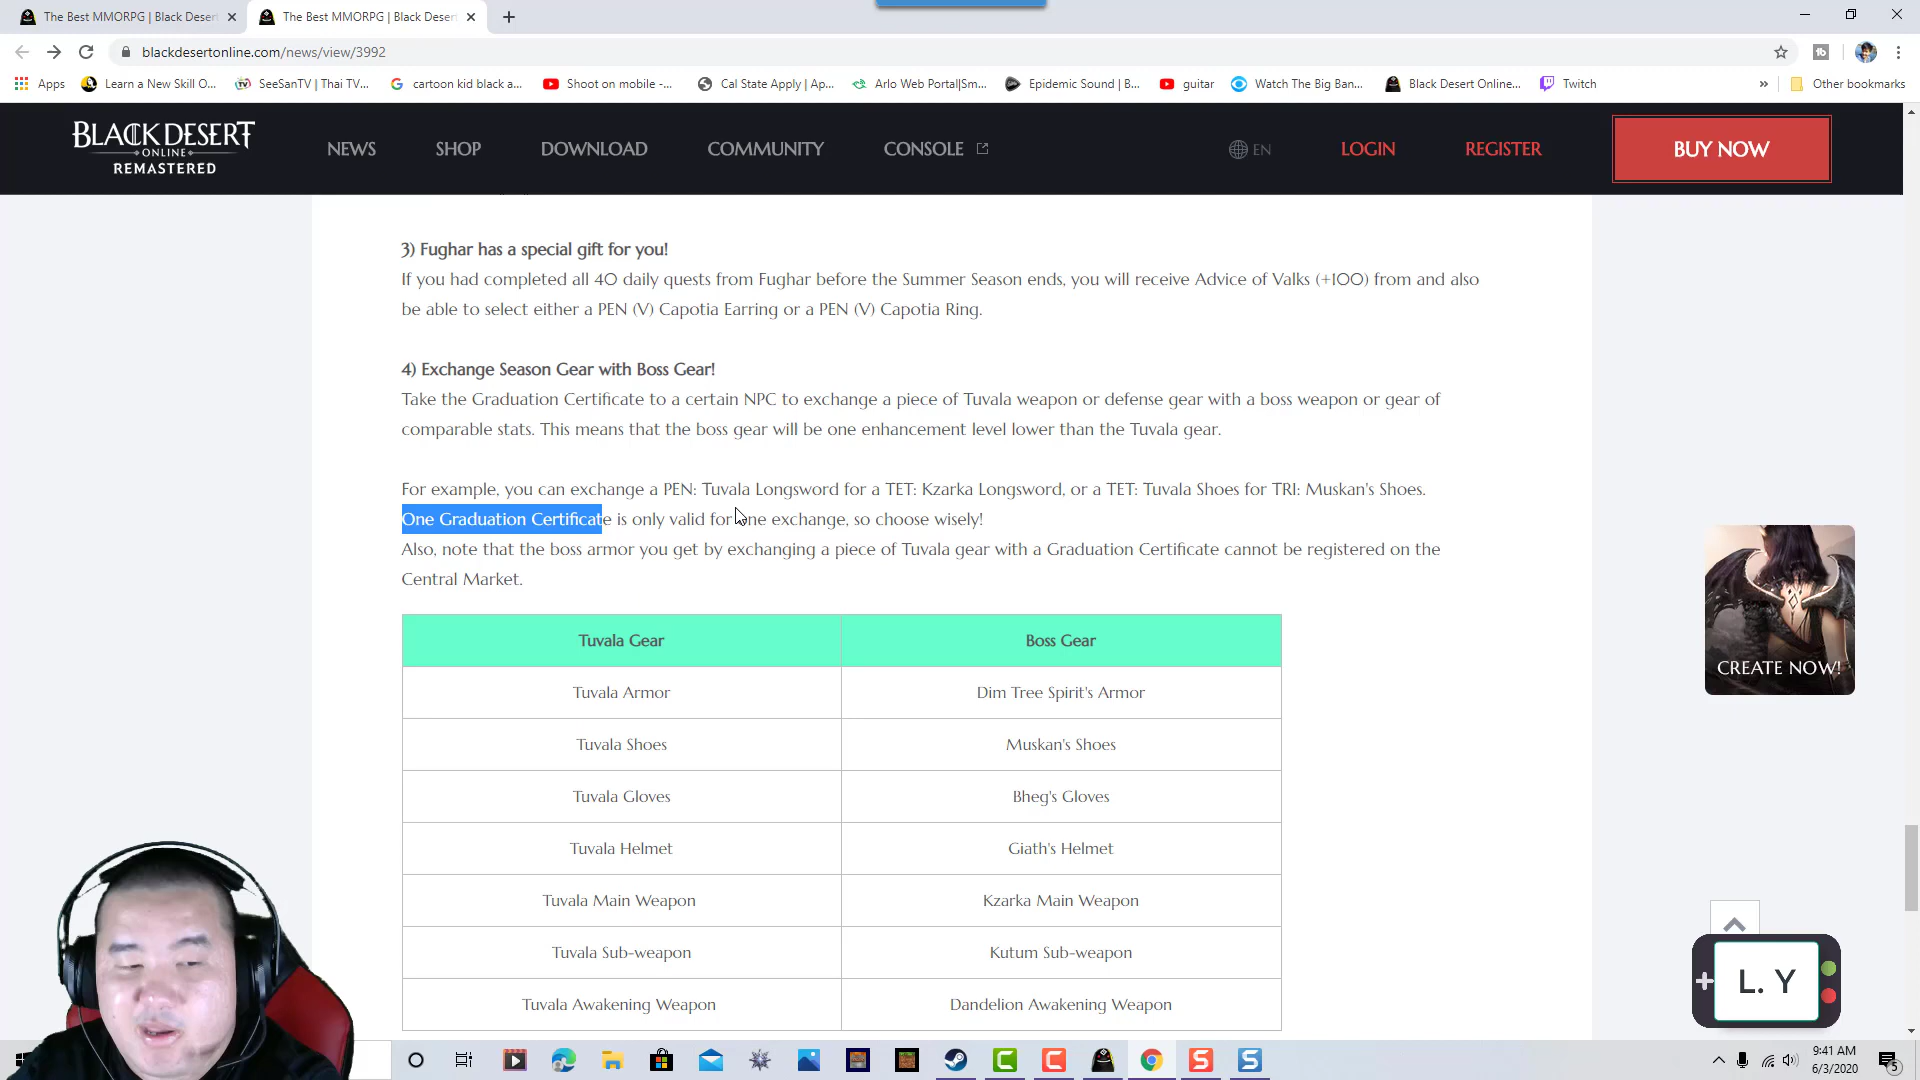 The Best MMORPG | Black Deser
The Best MMORPG | Black Deser
blackdesertonline.com/news/view/3992
Apps
Learn a New Skill O...
SeeSanTV | Thai TV...
cartoon kid black a...
Shoot on mobile -...
Cal State Apply | Ap...
Arlo Web Portal|Sm...
Epidemic Sound | B...
guitar
Watch The Big Ban...
Black Desert Online...
Twitch
»
Other bookmarks
BLACK DESERT
ONLINE
REMASTERED
NEWS
SHOP
DOWNLOAD
COMMUNITY
CONSOLE
EN
LOGIN
REGISTER
BUY NOW
3) Fughar has a special gift for you!
If you had completed all 40 daily quests from Fughar before the Summer Season ends, you will receive Advice of Valks (+100) from and also
be able to select either a PEN (V) Capotia Earring or a PEN (V) Capotia Ring.
4) Exchange Season Gear with Boss Gear!
Take the Graduation Certificate to a certain NPC to exchange a piece of Tuvala weapon or defense gear with a boss weapon or gear of
comparable stats. This means that the boss gear will be one enhancement level lower than the Tuvala gear.
For example, you can exchange a PEN: Tuvala Longsword for a TET: Kzarka Longsword, or a TET: Tuvala Shoes for TRI: Muskan's Shoes.
One Graduation Certificate is only valid for one exchange, so choose wisely!
Also, note that the boss armor you get by exchanging a piece of Tuvala gear with a Graduation Certificate cannot be registered on the
Central Market.
Tuvala Gear
Boss Gear
Tuvala Armor
Dim Tree Spirit's Armor
Tuvala Shoes
Muskan's Shoes
Tuvala Gloves
Bheg's Gloves
Tuvala Helmet
Giath's Helmet
Tuvala Main Weapon
Kzarka Main Weapon
Tuvala Sub-weapon
Kutum Sub-weapon
Tuvala Awakening Weapon
Dandelion Awakening Weapon
CREATE NOW!
L. Y
9:41 AM
6/3/2020
5